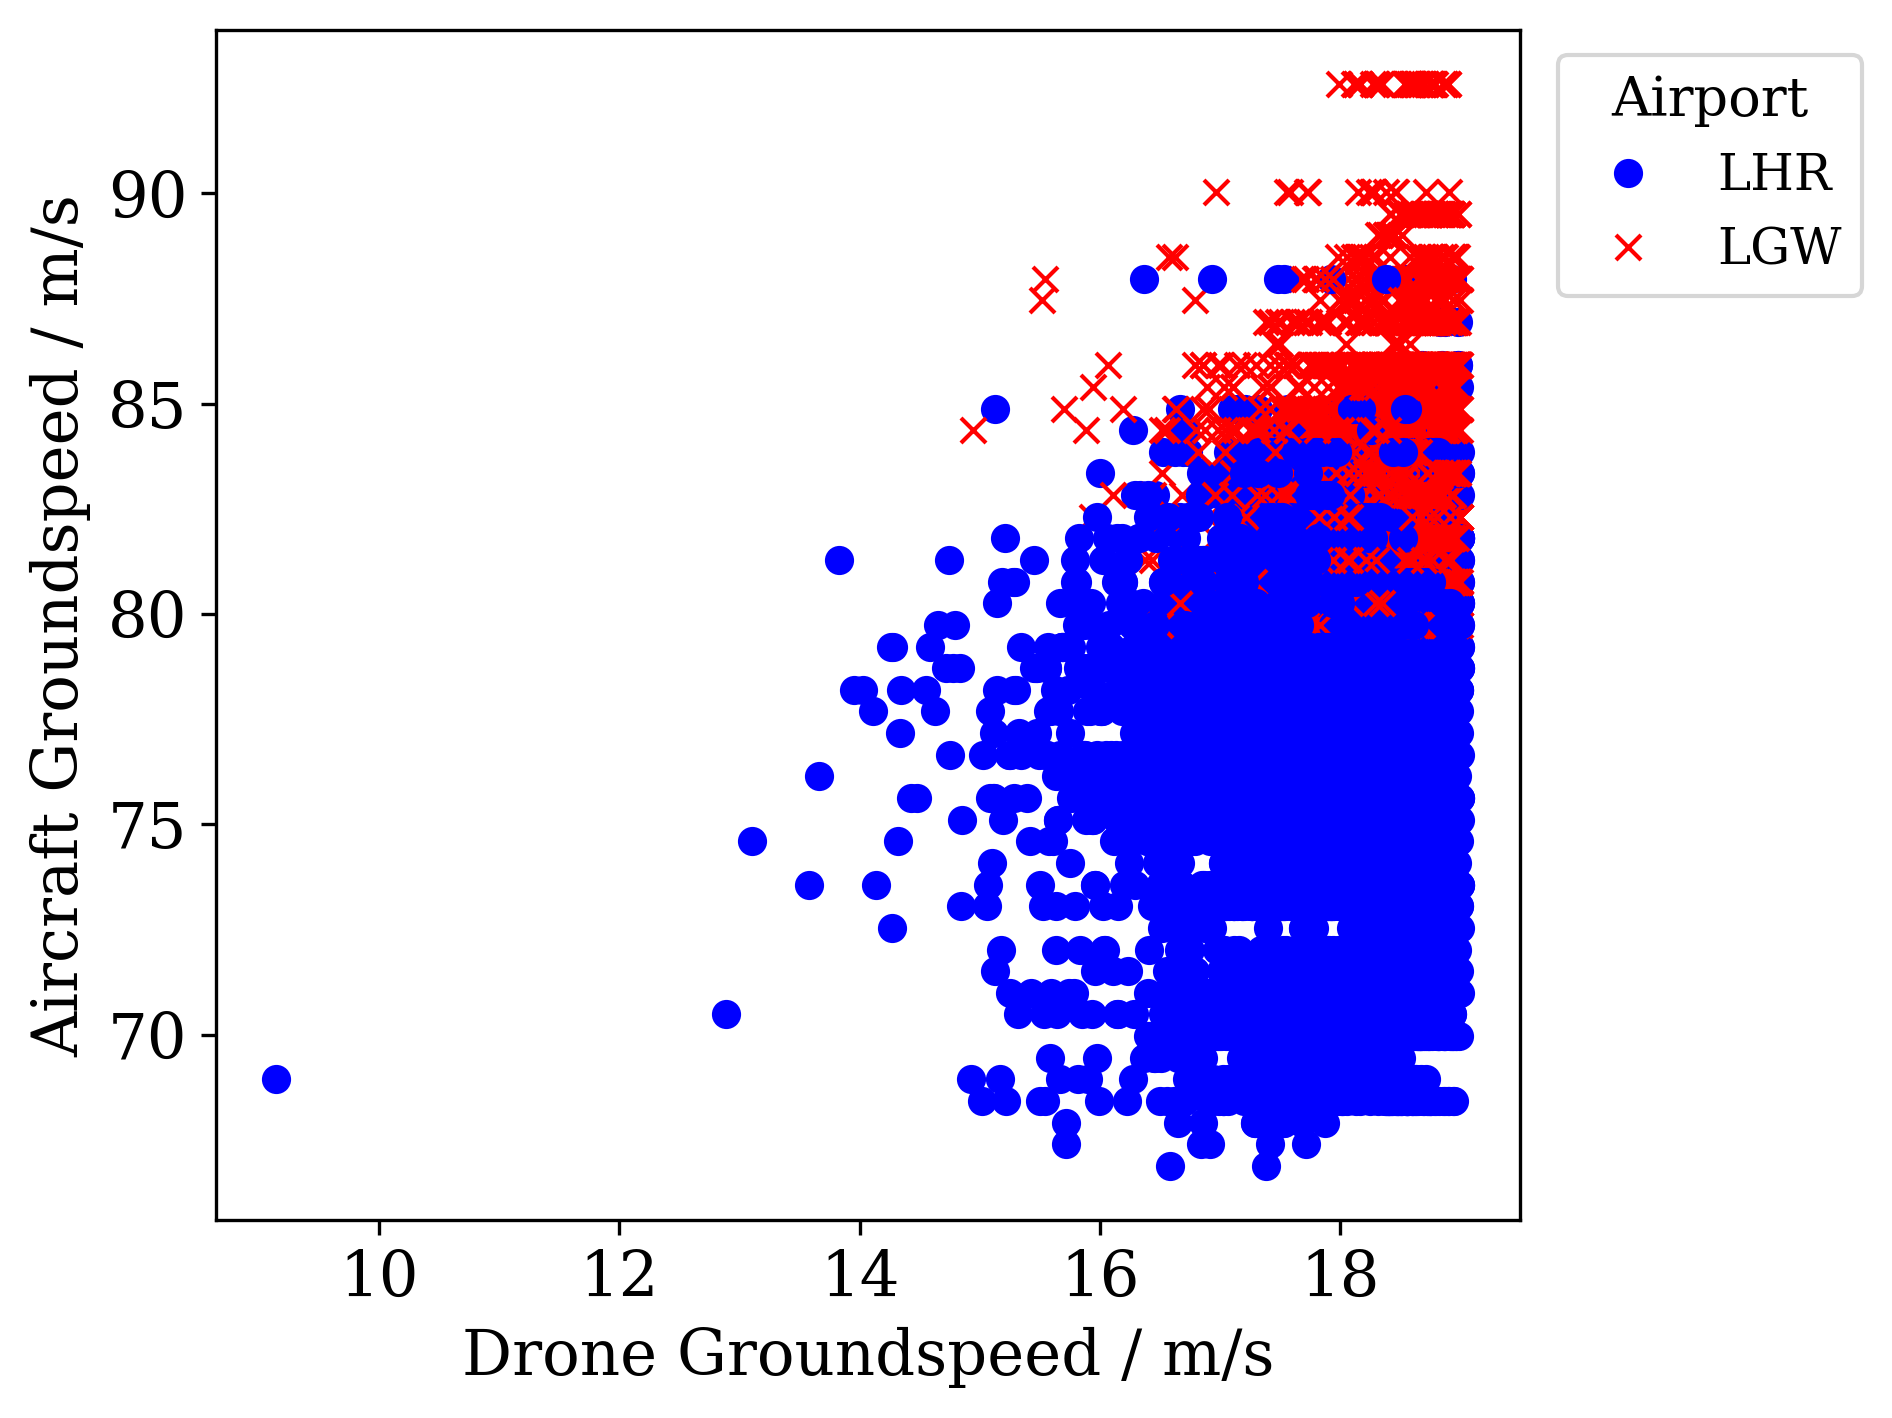 Airport
LHR
LGW
90
85
80
75
70
Aircraft Groundspeed / m/s
10 12 14 16 18
Drone Groundspeed / m/s